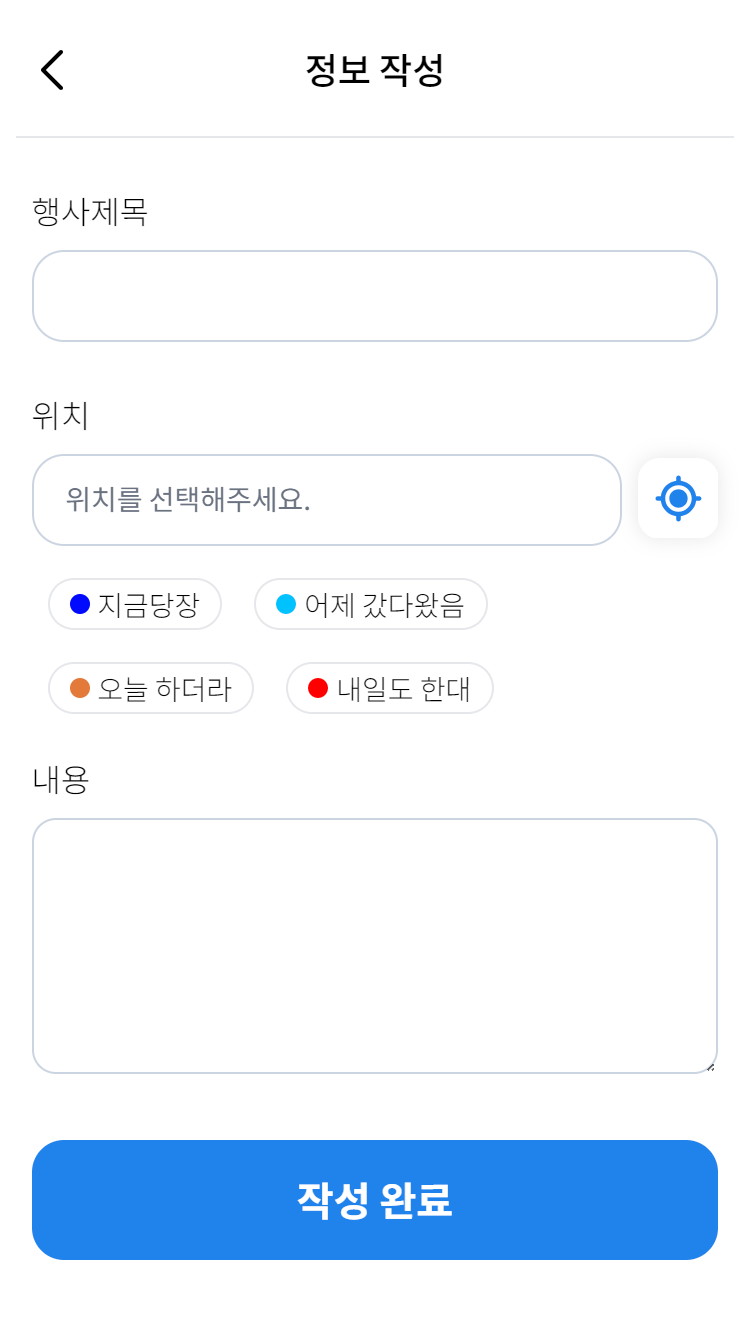 정보 작성
행사제목
위치
위치를 선택해주세요.
지금당장
어제 갔다왔음
오늘 하더라
내일도 한대
내용
작성 완료